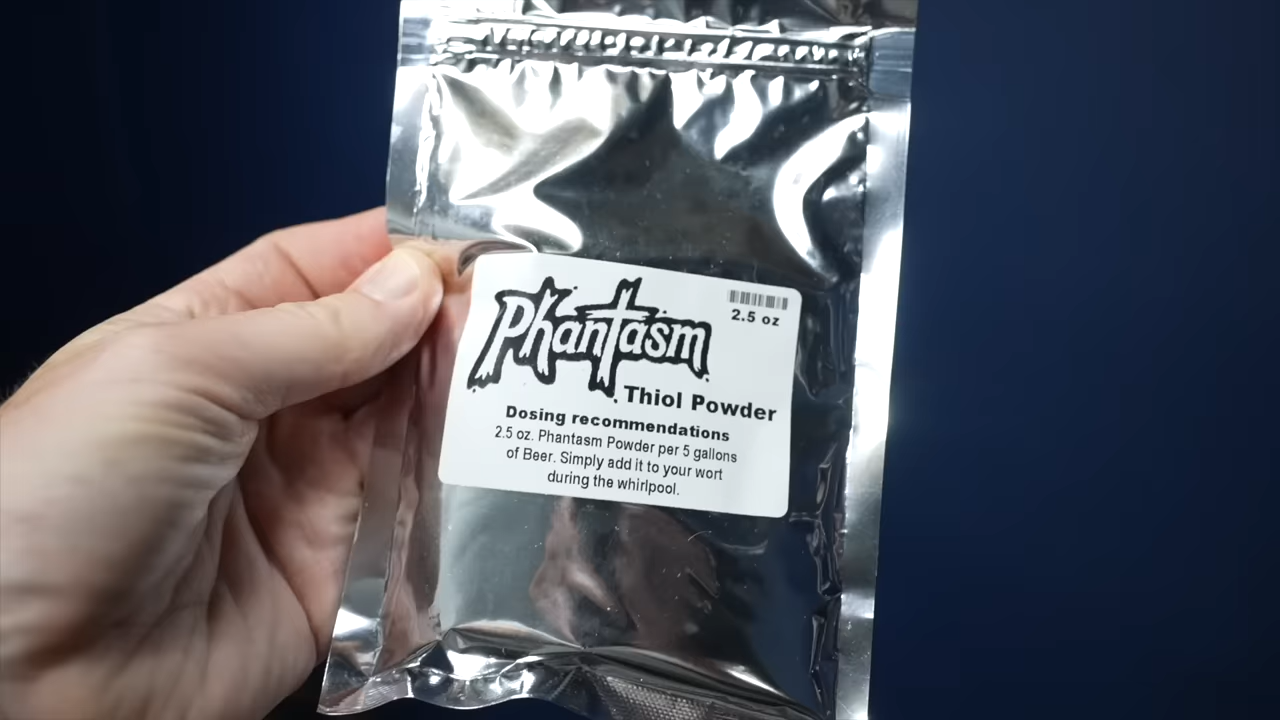 Phantasm
2.5 oz
Thiol Powder
Dosing recommendations
2.5 oz. Phantasm Powder per 5 gallons
of Beer. Simply add it to your wort
during the whirlpool.